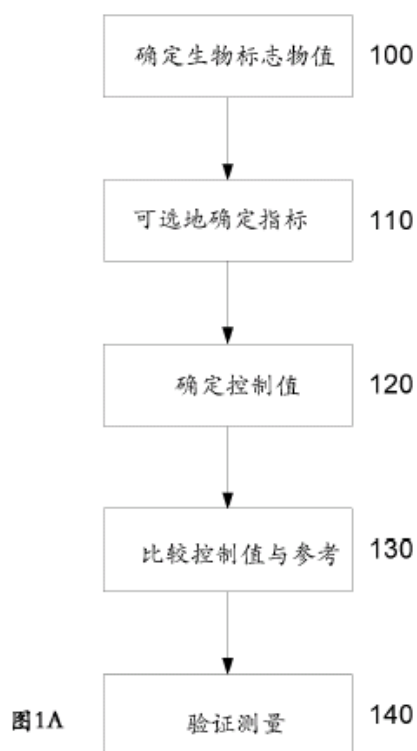 确定生物标志物值 100
可选地确定指标 110
确定控制值 120
比较控制值与参考 130
图1A 验证测量 140